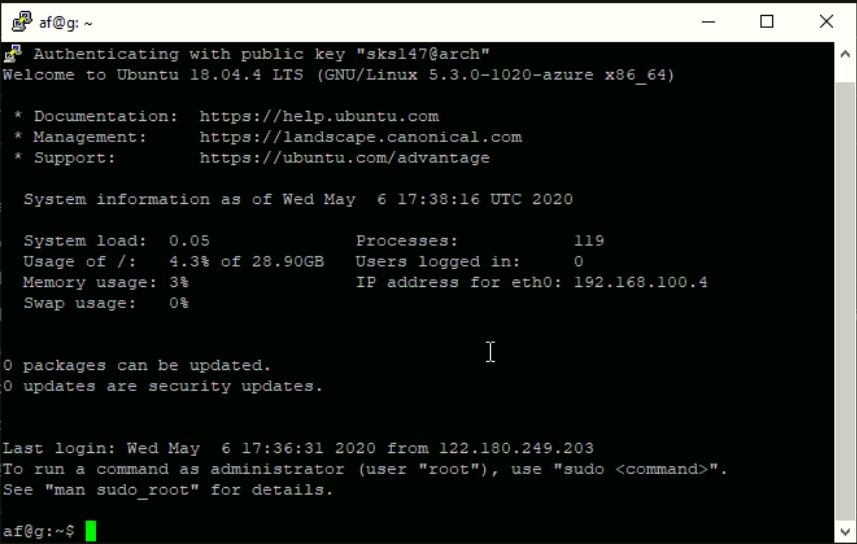 af@g: ~
Authenticating with public key "sks147@arch"
Welcome to Ubuntu 18.04.4 LTS (GNU/Linux 5.3.0-1020-azure x86_64)
* Documentation:  https://help.ubuntu.com
* Management:     https://landscape.canonical.com
* Support:        https://ubuntu.com/advantage
System information as of Wed May  6 17:38:16 UTC 2020
System load:  0.05               Processes:           119
Usage of /:   4.3% of 28.90GB   Users logged in:     0
Memory usage: 3%                 IP address for eth0: 192.168.100.4
Swap usage:   0%
0 packages can be updated.
0 updates are security updates.
Last login: Wed May  6 17:36:31 2020 from 122.180.249.203
To run a command as administrator (user "root"), use "sudo <command>".
See "man sudo_root" for details.
af@g:~$